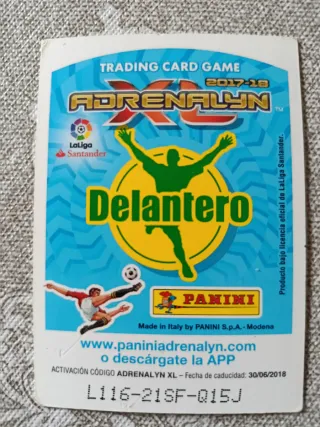 TRADING CARD GAME
2017-18
ADRENALYN
XL
TM
LaLiga
Santander
Delantero
Producto bajo licencia oficial de LaLiga Santander.
PANINI
Made in Italy by PANINI S.p.A. - Modena
www.paniniadrenalyn.com
o descárgate la APP
ACTIVACIÓN CÓDIGO ADRENALYN XL - Fecha de caducidad: 30/06/2018
L116-21SF-Q15J